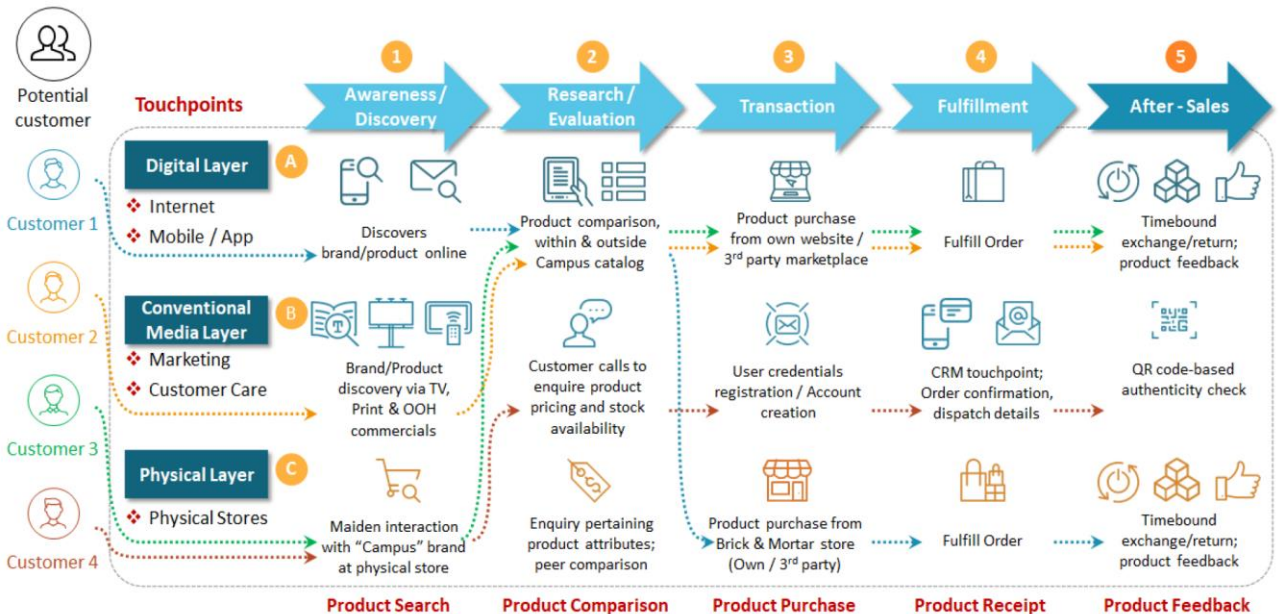 1
2
3
4
5
Potential
customer
Touchpoints
Awareness /
Discovery
Research /
Evaluation
Transaction
Fulfillment
After - Sales
Customer 1
Digital Layer
A
❖ Internet
❖ Mobile / App
Discovers
brand/product online
Product comparison,
within & outside
Campus catalog
Product purchase
from own website /
3rd party marketplace
Fulfill Order
Timebound
exchange/return;
product feedback
Customer 2
Conventional
Media Layer
B
❖ Marketing
❖ Customer Care
T
Brand/Product
discovery via TV,
Print & OOH
commercials
Customer calls to
enquire product
pricing and stock
availability
User credentials
registration / Account
creation
@
CRM touchpoint;
Order confirmation,
dispatch details
QR code-based
authenticity check
Customer 3
Customer 4
Physical Layer
C
❖ Physical Stores
Maiden interaction
with “Campus” brand
at physical store
Enquiry pertaining
product attributes;
peer comparison
Product purchase from
Brick & Mortar store
(Own / 3rd party)
Fulfill Order
Timebound
exchange/return;
product feedback
Product Search
Product Comparison
Product Purchase
Product Receipt
Product Feedback